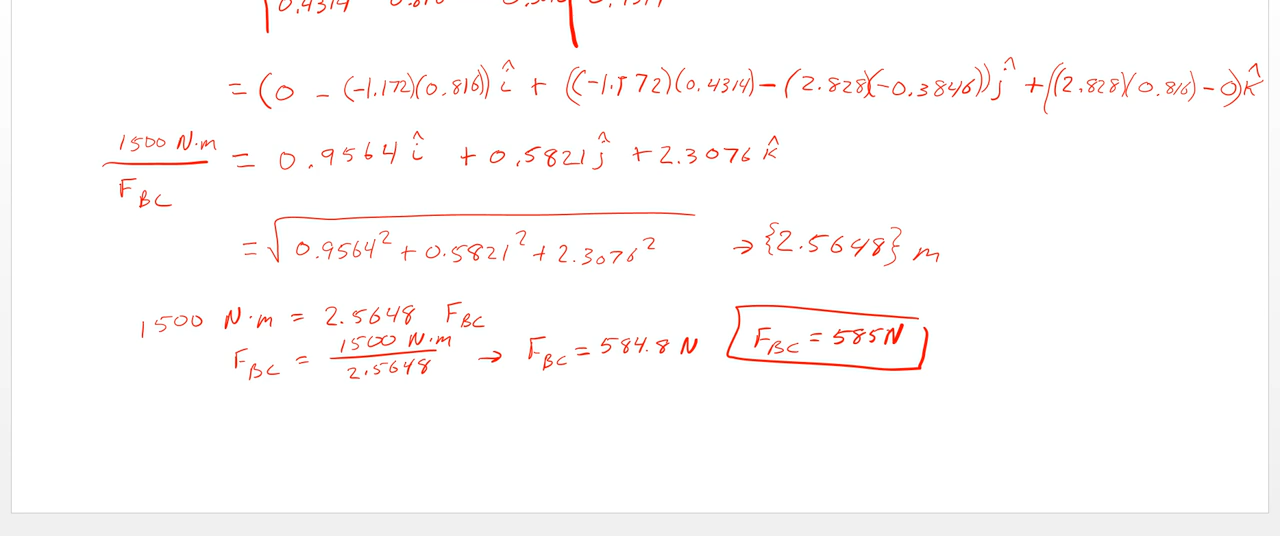 0.4314
= (0 - (-1.172)(0.816)) î + ((-1.172)(0.4314) - (2.828)(-0.3846)) ĵ + ((2.828)(0.816) - 0) k̂
1500 N·m / F_BC = 0.9564 î + 0.5821 ĵ + 2.3076 k̂
= √(0.9564² + 0.5821² + 2.3076²) → {2.5648} m
1500 N·m = 2.5648 F_BC
F_BC = 1500 N·m / 2.5648 → F_BC = 584.8 N F_BC = 585N